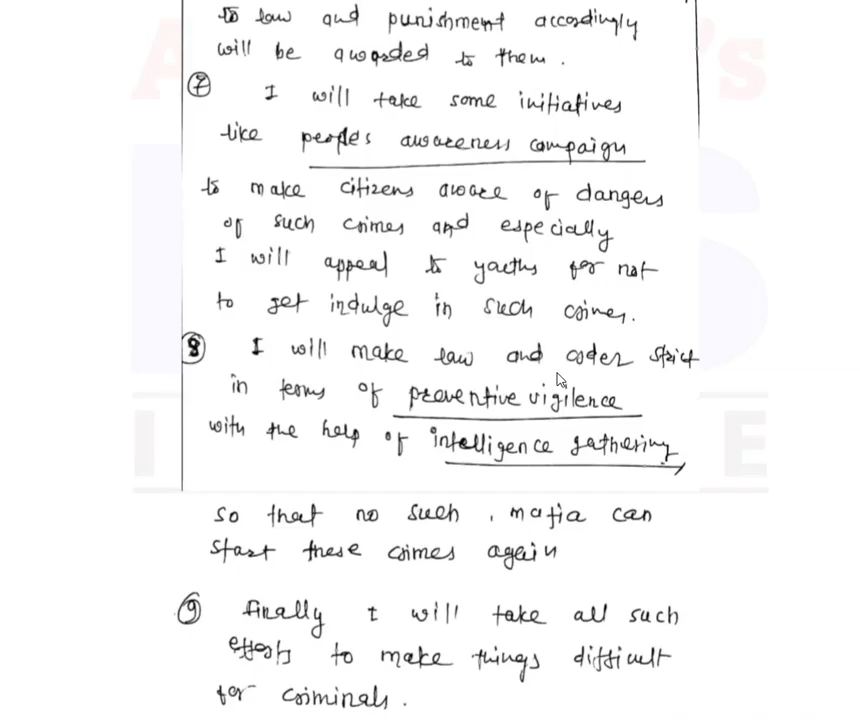 to law and punishment accordingly
will be awarded to them.
⑦ I will take some initiatives
like peoples awareness campaign
to make citizens aware of dangers
of such crimes and especially
I will appeal to yauths for not
to get indulge in such crimes.
⑧ I will make law and order strict
in terms of preventive vigilence
with the help of intelligence gathering
so that no such, mafia can
start these crimes again
⑨ finally I will take all such
efforts to make things difficult
for criminals.